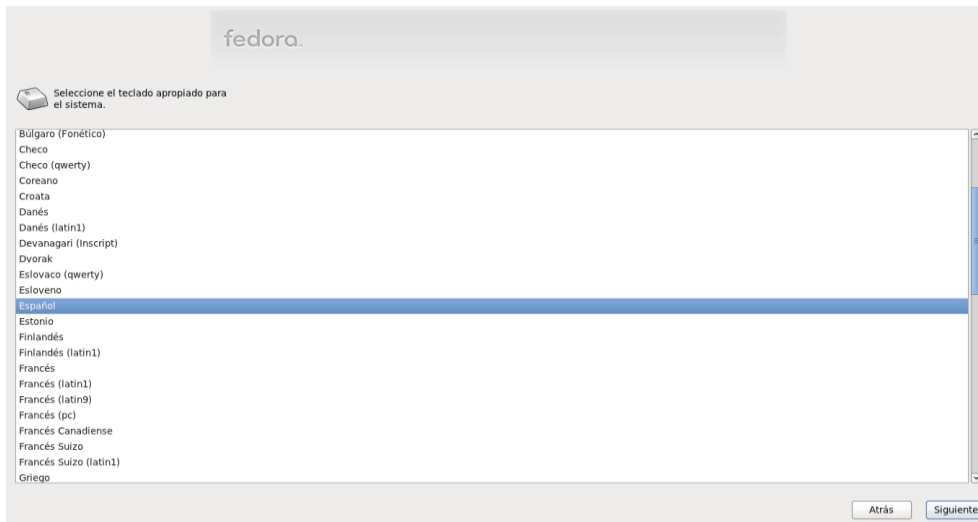 fedora
Seleccione el teclado apropiado para
el sistema.
Búlgaro (Fonético)
Checo
Checo (qwerty)
Coreano
Croata
Danés
Danés (latin1)
Devanagari (Inscript)
Dvorak
Eslovaco (qwerty)
Esloveno
Español
Estonio
Finlandés
Finlandés (latin1)
Francés
Francés (latin1)
Francés (latin9)
Francés (pc)
Francés Canadiense
Francés Suizo
Francés Suizo (latin1)
Griego
Atrás
Siguiente